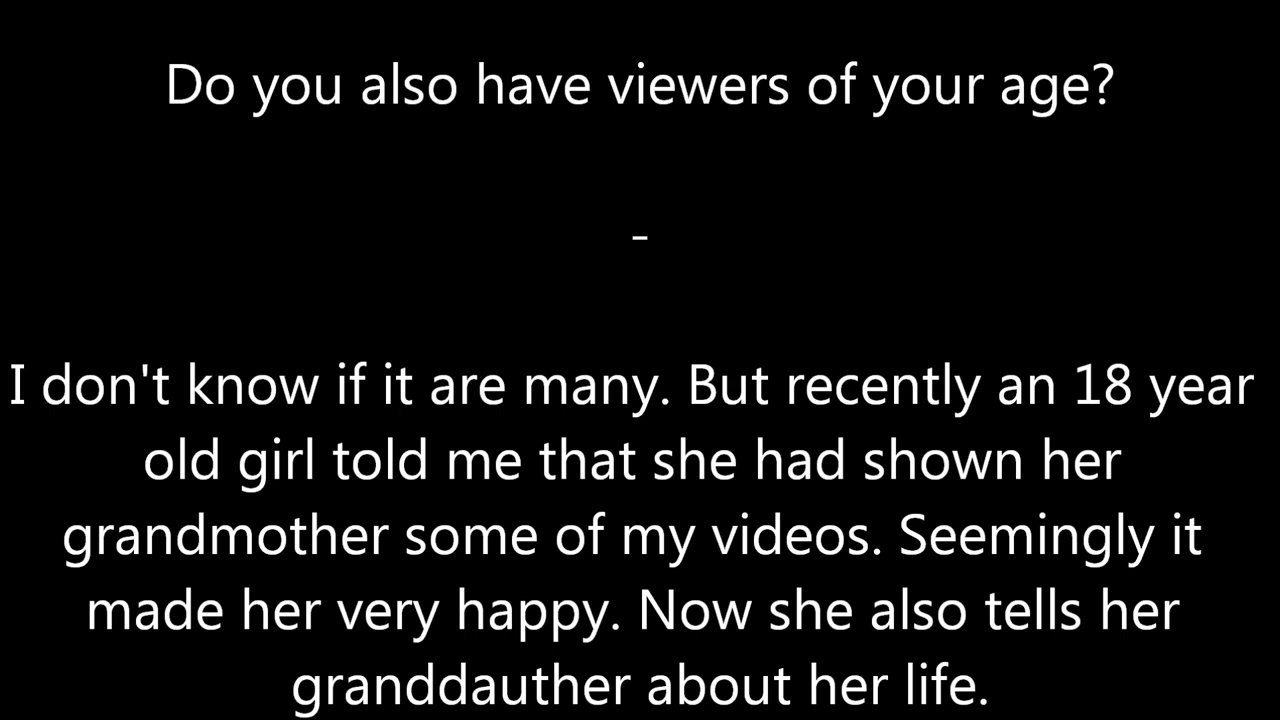 Do you also have viewers of your age?
-
I don't know if it are many. But recently an 18 year
old girl told me that she had shown her
grandmother some of my videos. Seemingly it
made her very happy. Now she also tells her
granddauther about her life.